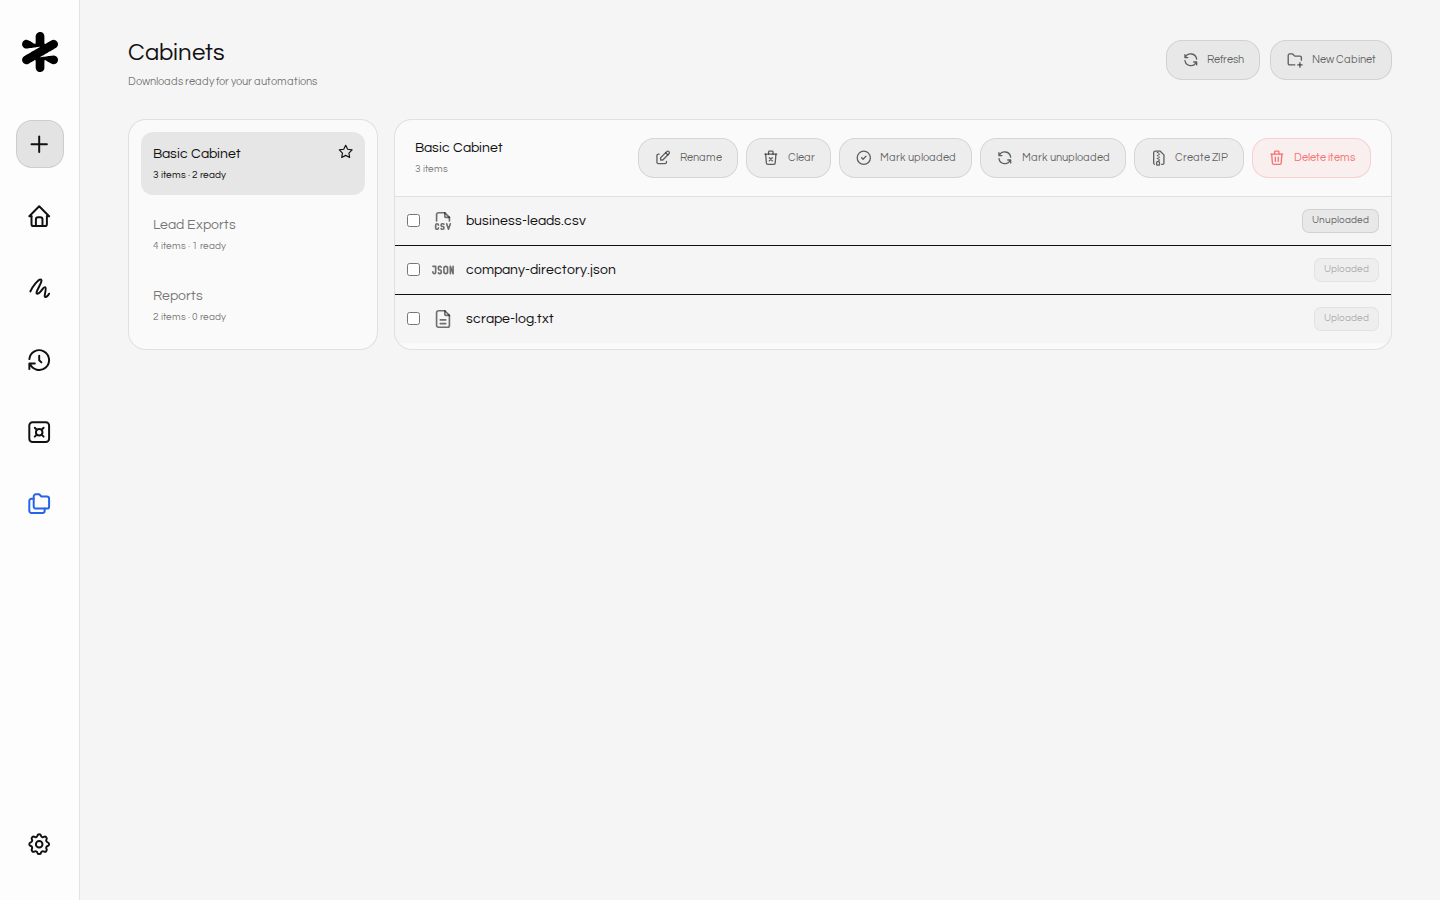 Cabinets
Downloads ready for your automations
Refresh
New Cabinet
Basic Cabinet
3 items · 2 ready
Lead Exports
4 items · 1 ready
Reports
2 items · 0 ready
Basic Cabinet
3 items
Rename
Clear
Mark uploaded
Mark unuploaded
Create ZIP
Delete items
CSV
business-leads.csv
Unuploaded
JSON
company-directory.json
Uploaded
scrape-log.txt
Uploaded